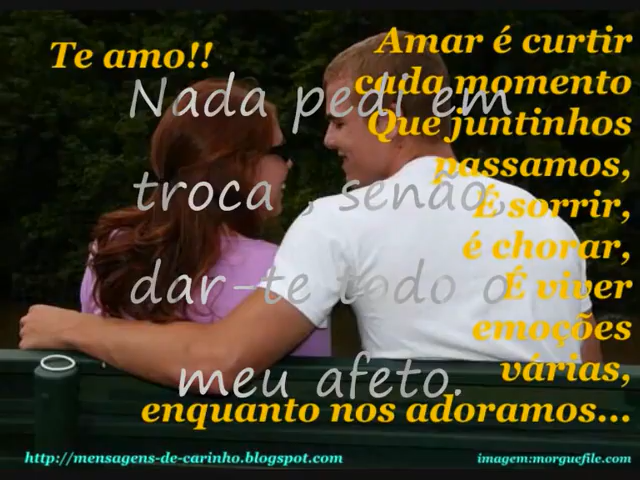 Te amo!!
Amar é curtir
cada momento
Que juntinhos
passamos,
É sorrir,
é chorar,
É viver
emoções
várias,
enquanto nos adoramos...
Nada pedi em
troca, senão,
dar-te todo o
meu afeto.
http://mensagens-de-carinho.blogspot.com
imagem:morguefile.com